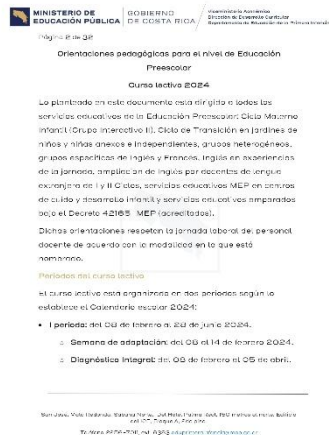 MINISTERIO DE EDUCACIÓN PÚBLICA
GOBIERNO DE COSTA RICA
Viceministerio Académico
Dirección de Desarrollo Curricular
Departamento de Educación de la Primera Infancia
Página 2 de 32
Orientaciones pedagógicas para el nivel de Educación
Preescolar
Curso lectivo 2024
Lo planteado en este documento está dirigido a todos los
servicios educativos de la Educación Preescolar: Ciclo Materno
Infantil (Grupo Interactivo II), Ciclo de Transición en jardines de
niños y niñas anexos e independientes, grupos heterogéneos,
grupos específicos de Inglés y Francés, Inglés en experiencias
de la jornada, ampliación de Inglés por docentes de lengua
extranjera de I y II Ciclos, servicios educativos MEP en centros
de cuido y desarrollo infantil y servicios educativos amparados
bajo el Decreto 42165 MEP (acreditados).
Dichas orientaciones respetan la jornada laboral del personal
docente de acuerdo con la modalidad en la que esté
nombrado.
Periodos del curso lectivo
El curso lectivo está organizado en dos periodos según lo
establece el Calendario escolar 2024:
• I periodo: del 08 de febrero al 28 de junio 2024.
o Semana de adaptación: del 08 al 14 de febrero 2024.
o Diagnóstico Integral: del 08 de febrero al 05 de abril.